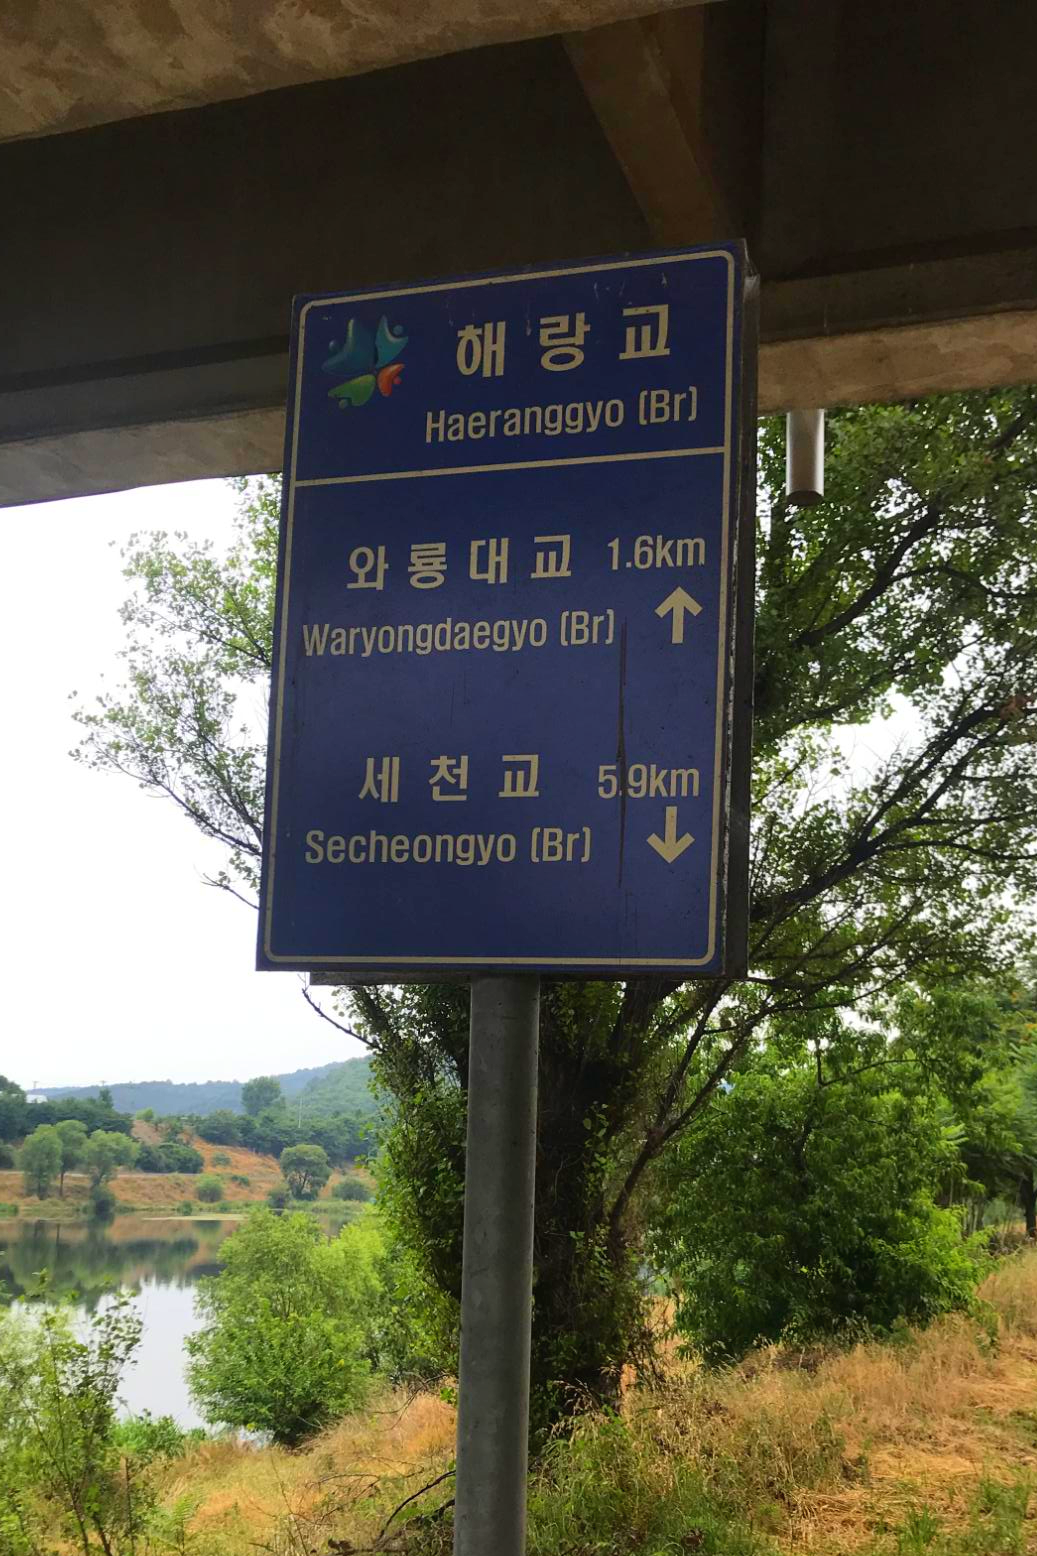 해랑교
Haeranggyo (Br)
와룡대교 1.6km
Waryongdaegyo (Br) ↑
세천교 5.9km
Secheongyo (Br) ↓